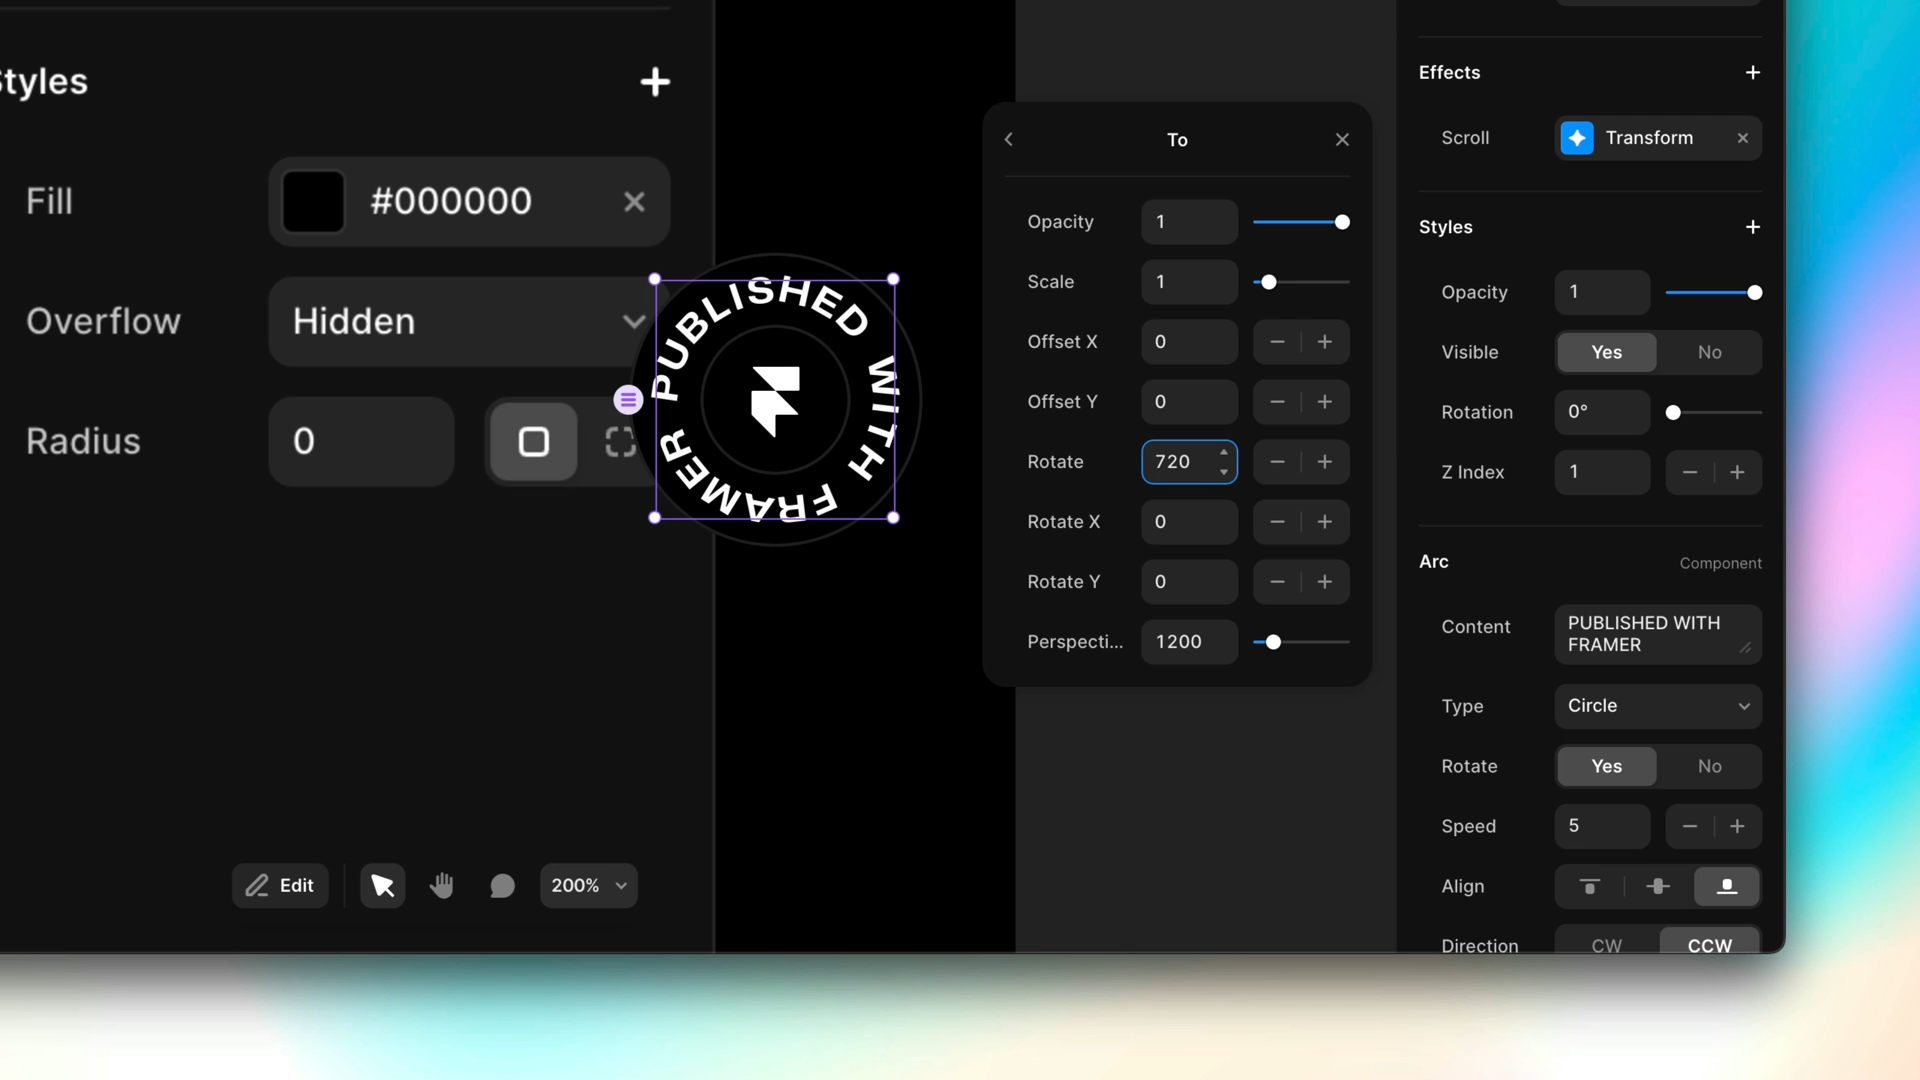 Styles
Fill
#000000
Overflow
Hidden
Radius
0
Edit
200%
PUBLISHED WITH FRAMER
To
Opacity
1
Scale
1
Offset X
0
Offset Y
0
Rotate
720
Rotate X
0
Rotate Y
0
Perspecti...
1200
Effects
Scroll
Transform
Styles
Opacity
1
Visible
Yes
No
Rotation
0°
Z Index
1
Arc
Component
Content
PUBLISHED WITH
FRAMER
Type
Circle
Rotate
Yes
No
Speed
5
Align
Direction
CW
CCW